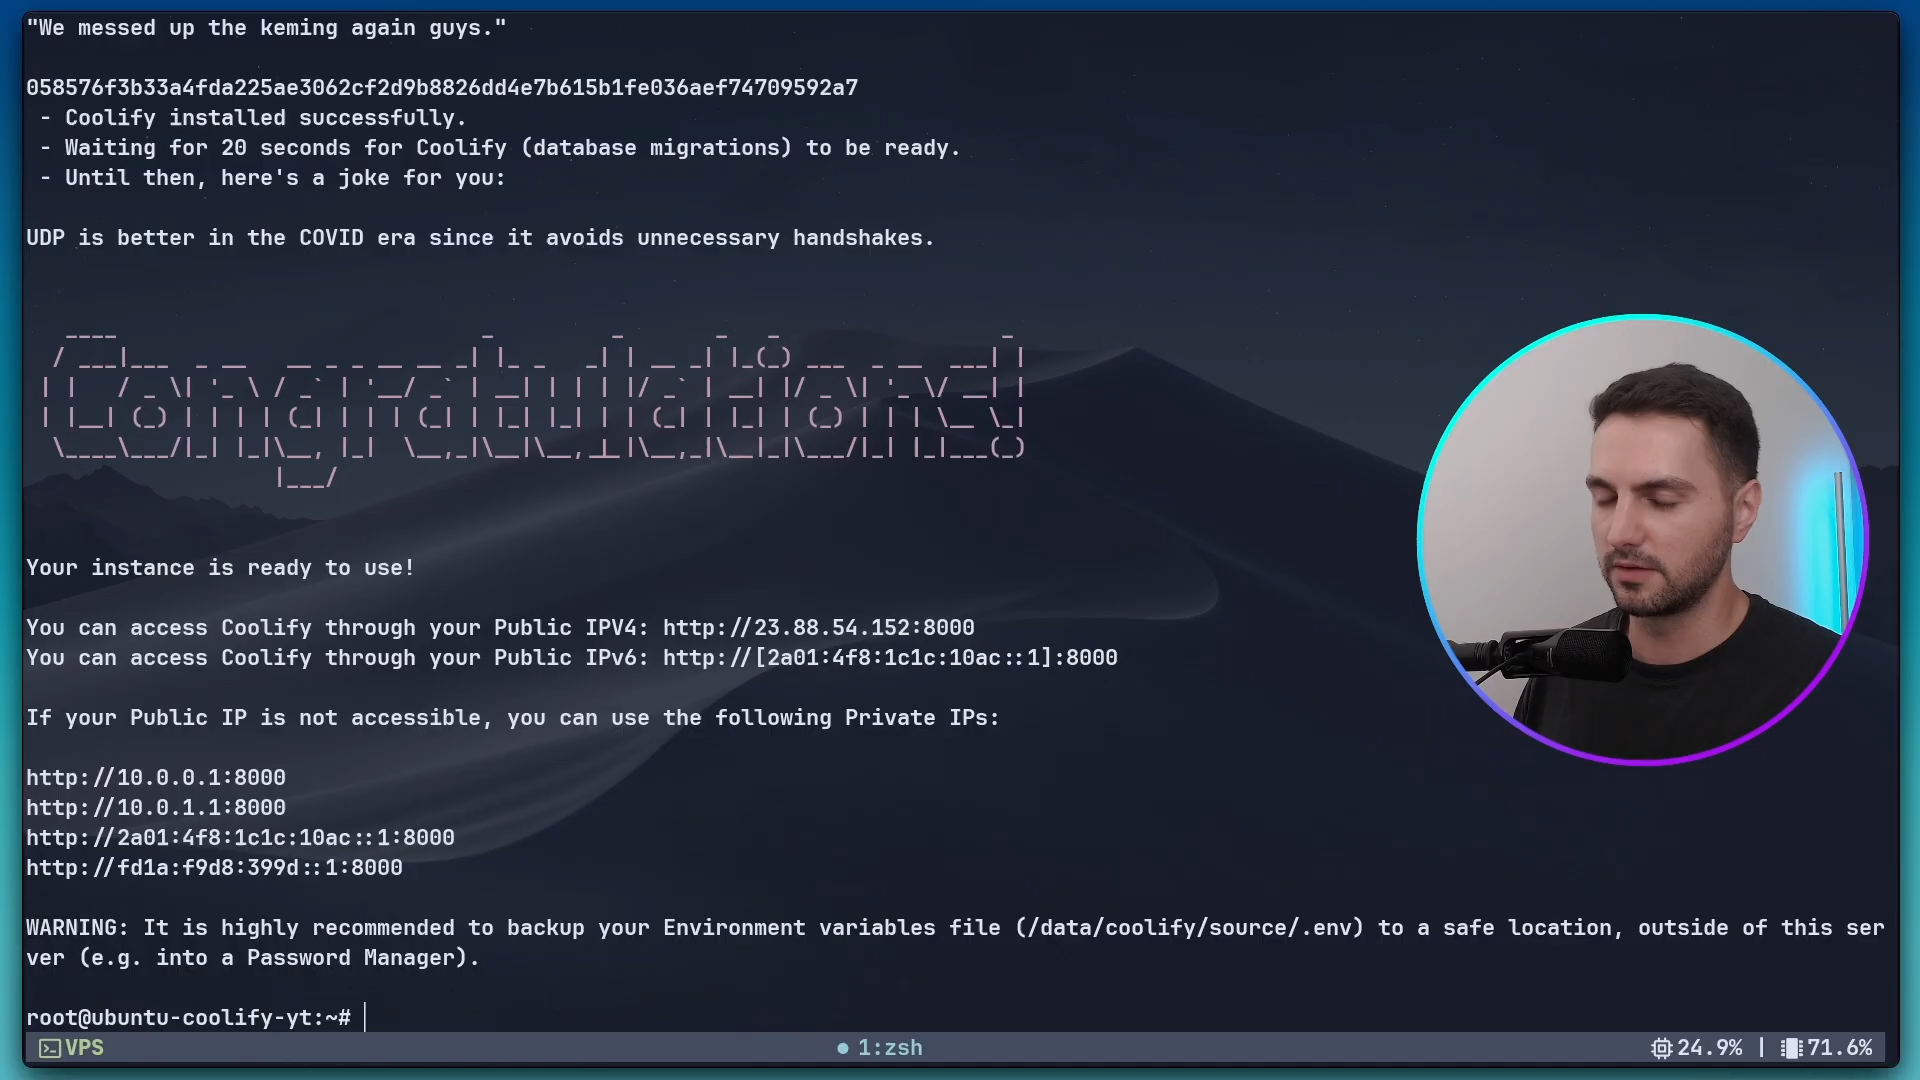 "We messed up the keming again guys."
058576f3b33a4fda225ae3062cf2d9b8826dd4e7b615b1fe036aef74709592a7
- Coolify installed successfully.
- Waiting for 20 seconds for Coolify (database migrations) to be ready.
- Until then, here's a joke for you:
UDP is better in the COVID era since it avoids unnecessary handshakes.
Congratulations!
Your instance is ready to use!
You can access Coolify through your Public IPV4: http://23.88.54.152:8000
You can access Coolify through your Public IPv6: http://[2a01:4f8:1c1c:10ac::1]:8000
If your Public IP is not accessible, you can use the following Private IPs:
http://10.0.0.1:8000
http://10.0.1.1:8000
http://2a01:4f8:1c1c:10ac::1:8000
http://fd1a:f9d8:399d::1:8000
WARNING: It is highly recommended to backup your Environment variables file (/data/coolify/source/.env) to a safe location, outside of this ser
ver (e.g. into a Password Manager).
root@ubuntu-coolify-yt:~#
VPS
1:zsh
24.9% | 71.6%